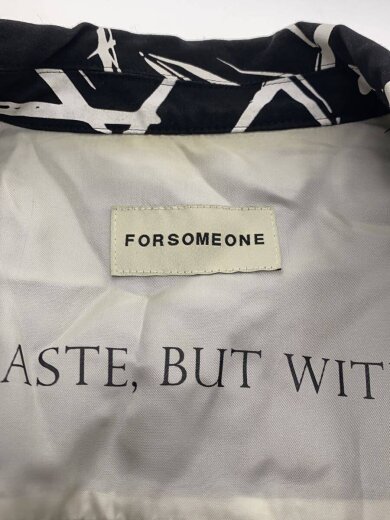 FORSOMEONE
ASTE, BUT WIT